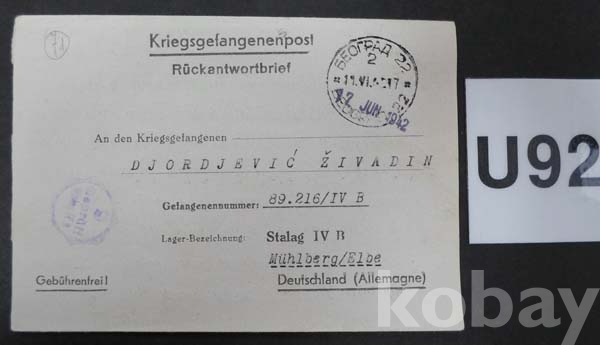 71
Kriegsgefangenenpost
Rückantwortbrief
БЕОГРАД 22
2
JUN 1942
An den Kriegsgefangenen
DJORDJEVIĆ ŽIVADIN
Gefangenennummer: 89.216/IV B
Lager-Bezeichnung: Stalag IV B
Mühlberg/Elbe
Gebührenfrei! Deutschland (Allemagne)
U92
kobay